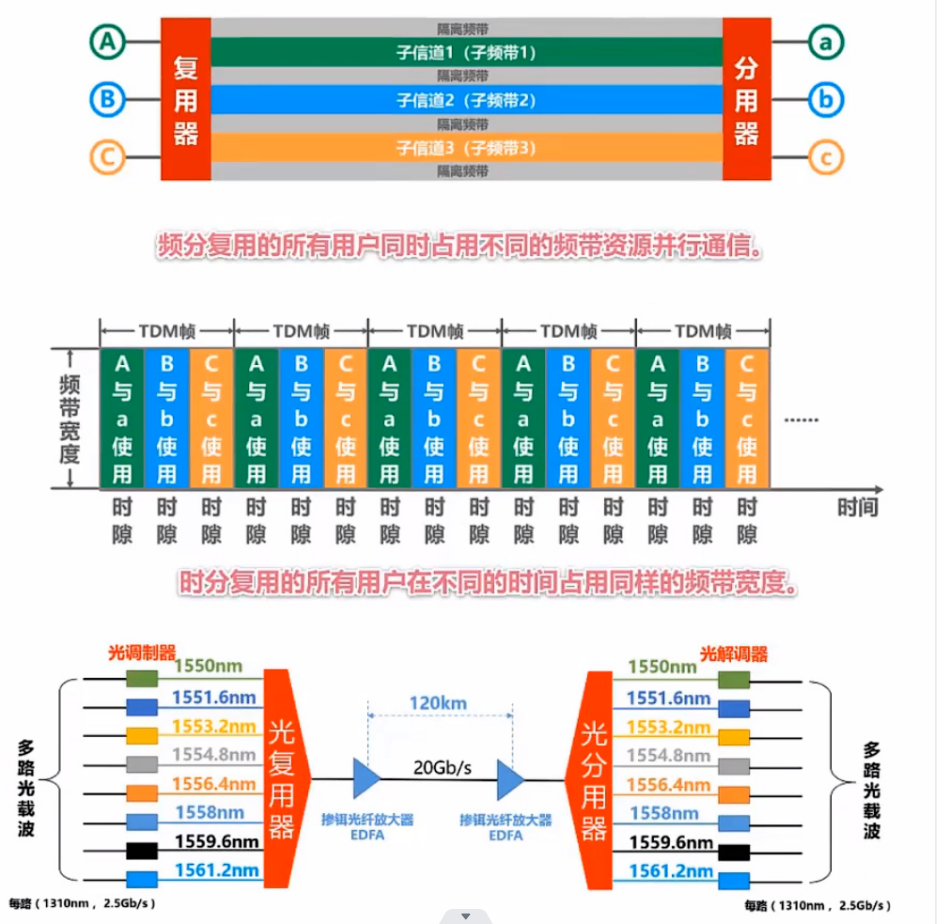 隔离频带
A 子信道1（子频带1） a
隔离频带
B 复用器 子信道2（子频带2） 分用器 b
隔离频带
C 子信道3（子频带3） c
隔离频带
频分复用的所有用户同时占用不同的频带资源并行通信。
TDM帧 TDM帧 TDM帧 TDM帧 TDM帧
频带宽度
A与a使用 B与b使用 C与c使用 A与a使用 B与b使用 C与c使用 A与a使用 B与b使用 C与c使用 A与a使用 B与b使用 C与c使用 A与a使用 B与b使用 C与c使用 ……
时隙 时隙 时隙 时隙 时隙 时隙 时隙 时隙 时隙 时隙 时隙 时隙 时隙 时隙 时隙 时间
时分复用的所有用户在不同的时间占用同样的频带宽度。
光调制器 光解调器
1550nm 1550nm
1551.6nm 1551.6nm
120km
1553.2nm 1553.2nm
1554.8nm 1554.8nm
多路光载波 光复用器 20Gb/s 光分用器 多路光载波
1556.4nm 1556.4nm
1558nm 1558nm
掺铒光纤放大器 掺铒光纤放大器
EDFA EDFA
1559.6nm 1559.6nm
1561.2nm 1561.2nm
每路（1310nm ，2.5Gb/s） 每路（1310nm ，2.5Gb/s）